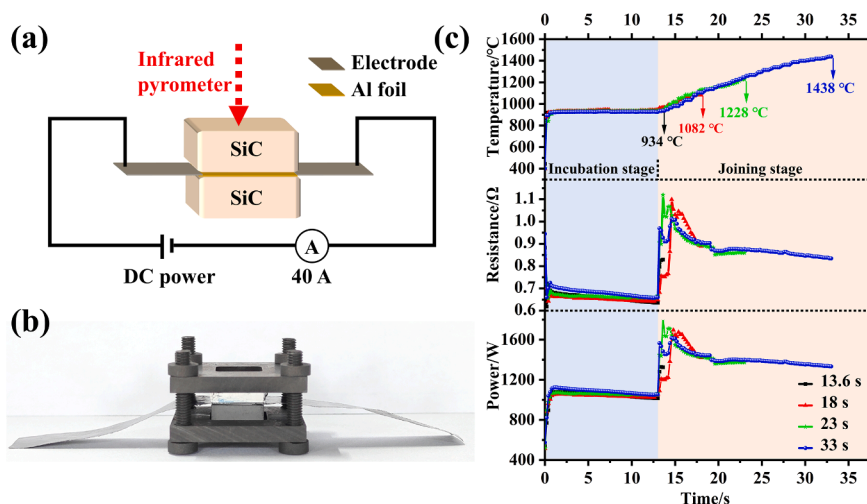 (a)
Infrared
pyrometer
Electrode
Al foil
SiC
SiC
DC power
A
40 A
(b)
(c)
0 5 10 15 20 25 30 35
1600
1400
1200
1000
800
600
400
Temperature/°C
934 °C
1082 °C
1228 °C
1438 °C
Incubation stage
Joining stage
1.1
1.0
0.9
0.8
0.7
0.6
Resistance/Ω
1600
1200
800
400
Power/W
13.6 s
18 s
23 s
33 s
0 5 10 15 20 25 30 35
Time/s